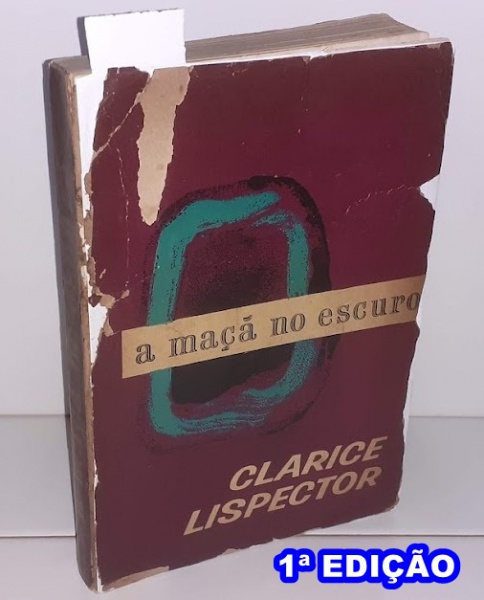 a maçã no escuro
CLARICE
LISPECTOR
1ª EDIÇÃO